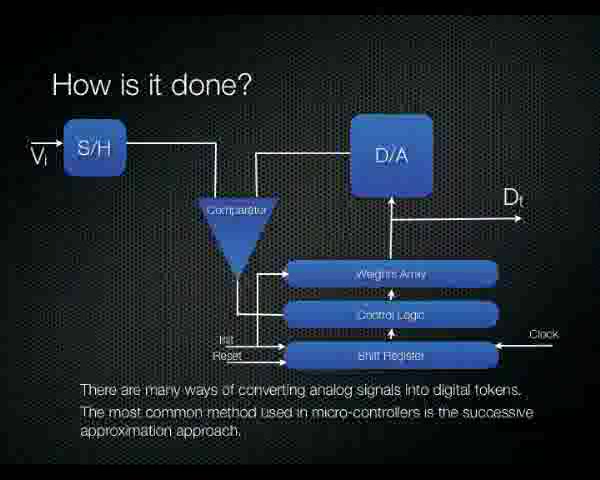 How is it done?
Vi
S/H
D/A
Comparator
Dt
Weights Array
Control Logic
Clock
Init
Reset
Shift Register
There are many ways of converting analog signals into digital tokens.
The most common method used in micro-controllers is the successive
approximation approach.